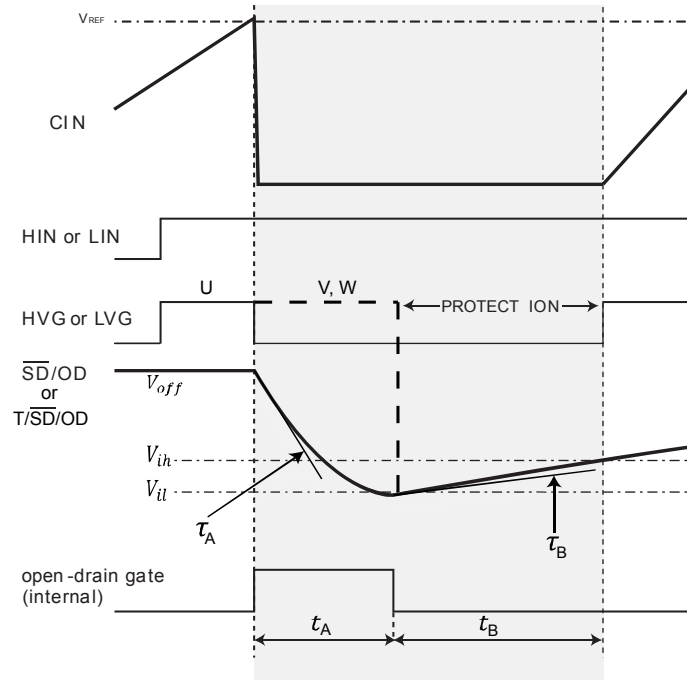 VREF
CIN
HIN or LIN
U
V, W
HVG or LVG
PROTECT ION
SD/OD
or
T/SD/OD
Voff
Vih
Vil
τA
τB
open-drain gate
(internal)
tA
tB